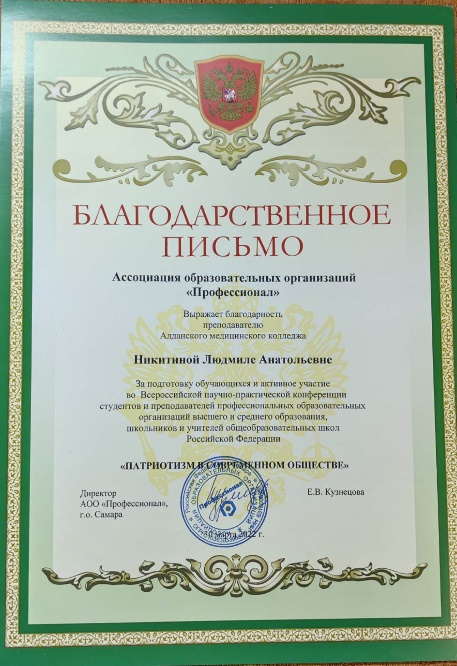 БЛАГОДАРСТВЕННОЕ
ПИСЬМО
Ассоциация образовательных организаций
«Профессионал»
Выражает благодарность
преподавателю
Алданского медицинского колледжа
Никитиной Людмиле Анатольевне
За подготовку обучающихся и активное участие
во Всероссийской научно-практической конференции
студентов и преподавателей профессиональных образовательных
организаций высшего и среднего образования,
школьников и учителей общеобразовательных школ
Российской Федерации
«ПАТРИОТИЗМ В СОВРЕМЕННОМ ОБЩЕСТВЕ»
Директор
АОО «Профессионал»,
г.о. Самара
Е.В. Кузнецова
марта 2022 г.